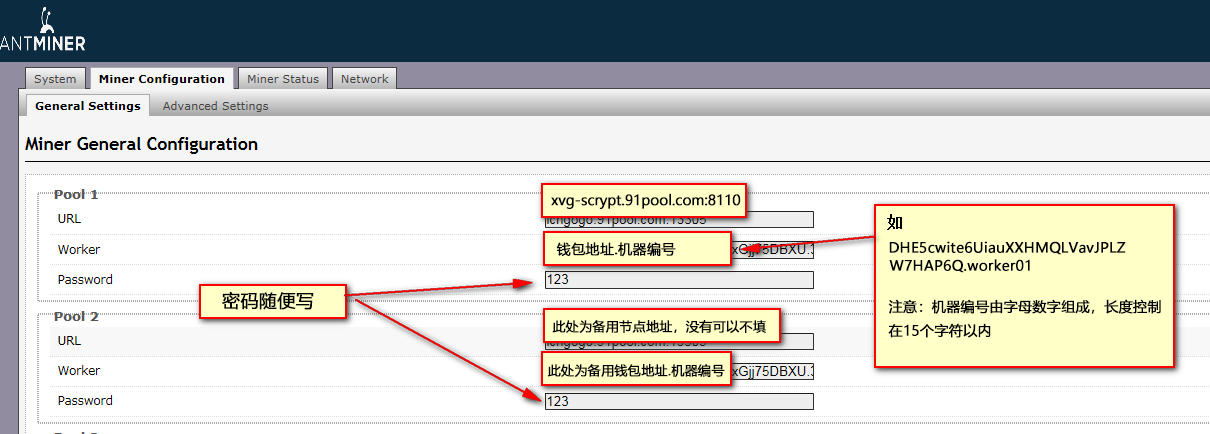 ANTMINER
System Miner Configuration Miner Status Network
General Settings Advanced Settings
Miner General Configuration
Pool 1
xvg-scrypt.91pool.com:8110
URL
Worker
钱包地址.机器编号
xGjj75DBXU.3
如
DHE5cwite6UiauXXHMQLVavJPLZ
W7HAP6Q.worker01
注意：机器编号由字母数字组成，长度控制
在15个字符以内
Password 123
密码随便写
Pool 2
此处为备用节点地址，没有可以不填
URL
Worker
此处为备用钱包地址.机器编号
xGjj75DBXU.3
Password 123